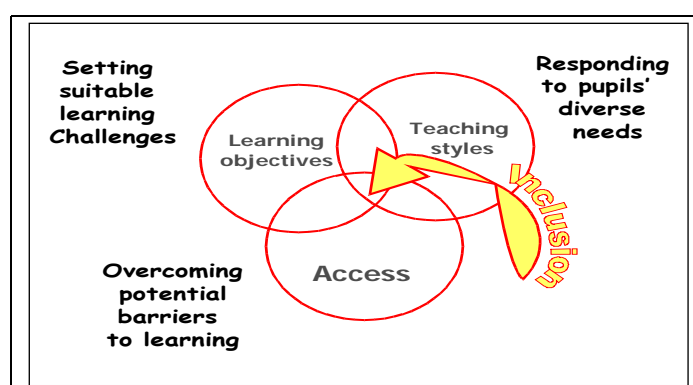 Setting
suitable
learning
Challenges
Responding
to pupils'
diverse
needs
Learning
objectives
Teaching
styles
Inclusion
Access
Overcoming
potential
barriers
to learning